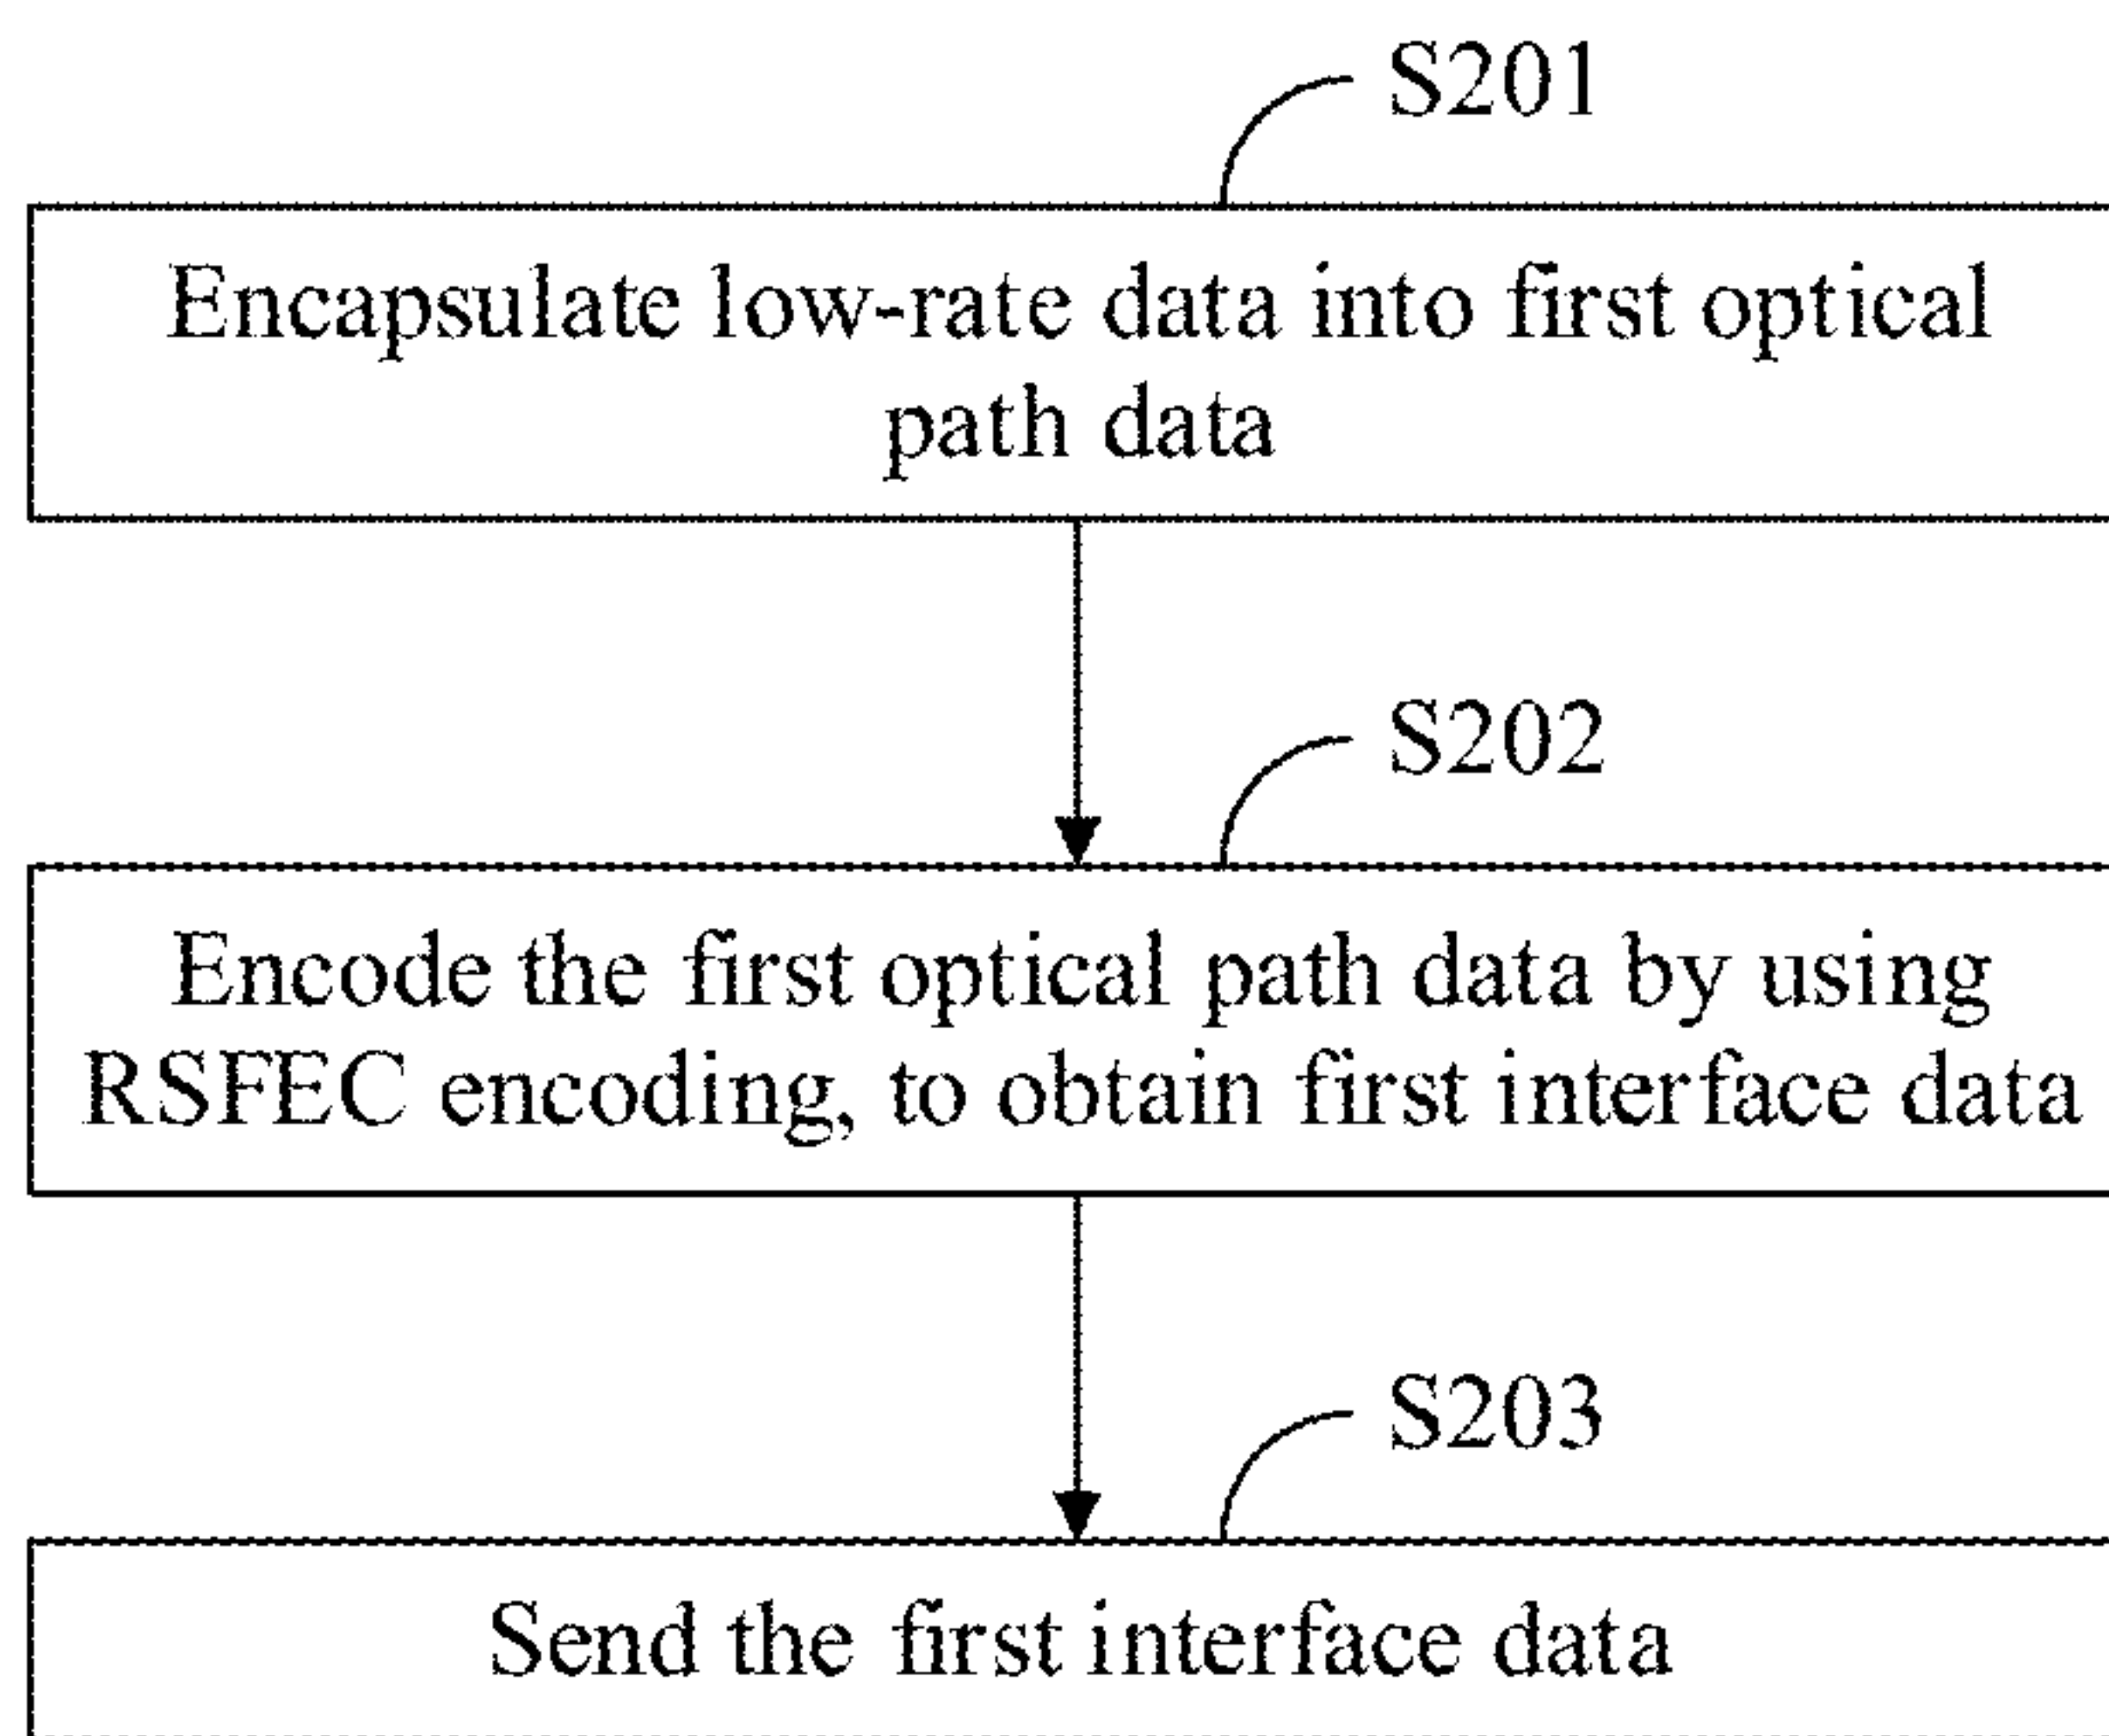 S201
Encapsulate low-rate data into first optical
path data
S202
Encode the first optical path data by using
RSFEC encoding, to obtain first interface data
S203
Send the first interface data